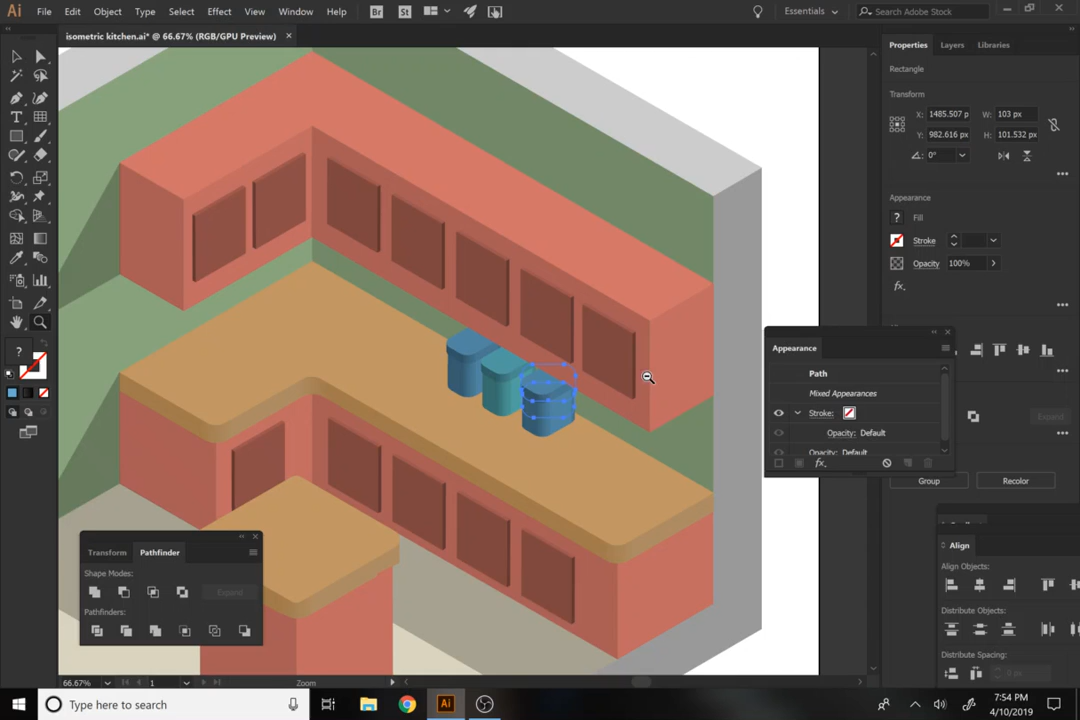 Ai File Edit Object Type Select Effect View Window Help Br St Essentials Search Adobe Stock
isometric kitchen.ai* @ 66.67% (RGB/GPU Preview) ×
Properties Layers Libraries
Rectangle
Transform
X: 1485.507 p W: 103 px
Y: 982.616 px H: 101.532 px
0°
Appearance
? Fill
Stroke
Opacity 100%
fx.
Appearance
Path
Mixed Appearances
Stroke:
Opacity: Default
Opacity: Default
fx.
Expand
Group Recolor
Align
Align Objects:
Distribute Objects:
Distribute Spacing:
0 px
?
Transform Pathfinder
Shape Modes:
Expand
Pathfinders:
66.67% 1 Zoom
Type here to search
Ai
7:54 PM
4/10/2019